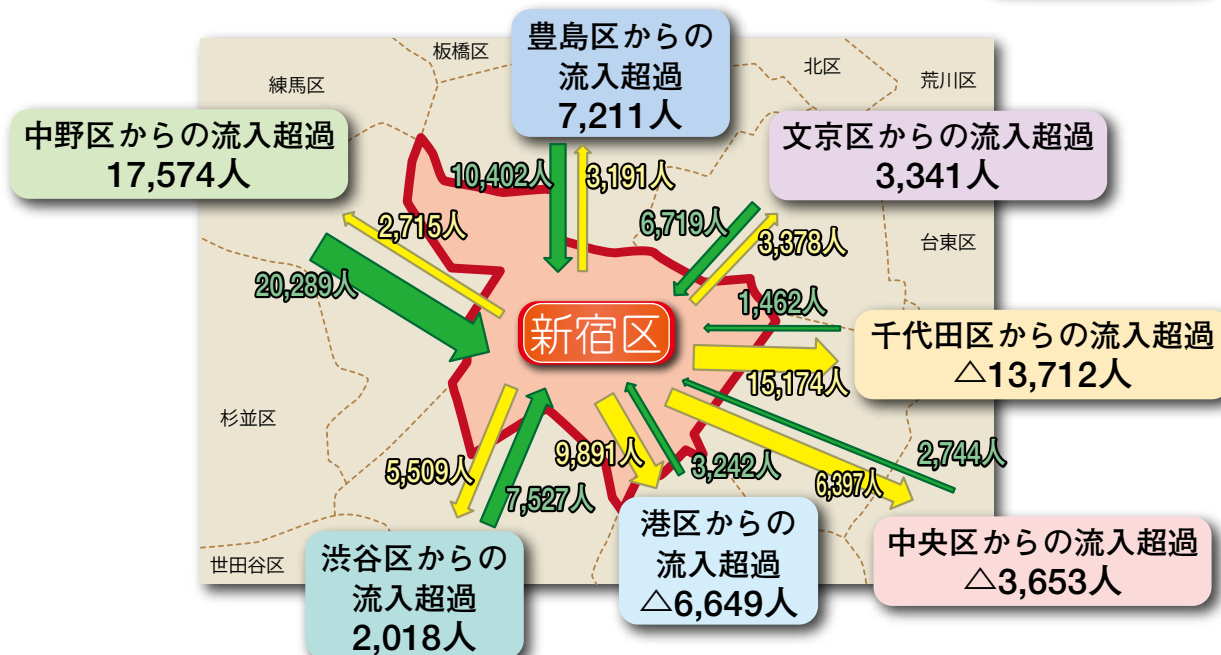 豊島区からの
流入超過
7,211人
板橋区
北区
荒川区
練馬区
中野区からの流入超過
17,574人
文京区からの流入超過
3,341人
10,402人
3,191人
6,719人
3,378人
2,715人
20,289人
台東区
1,462人
新宿区
千代田区からの流入超過
△13,712人
15,174人
杉並区
5,509人
7,527人
9,891人
3,242人
2,744人
6,397人
世田谷区
渋谷区からの
流入超過
2,018人
港区からの
流入超過
△6,649人
中央区からの流入超過
△3,653人